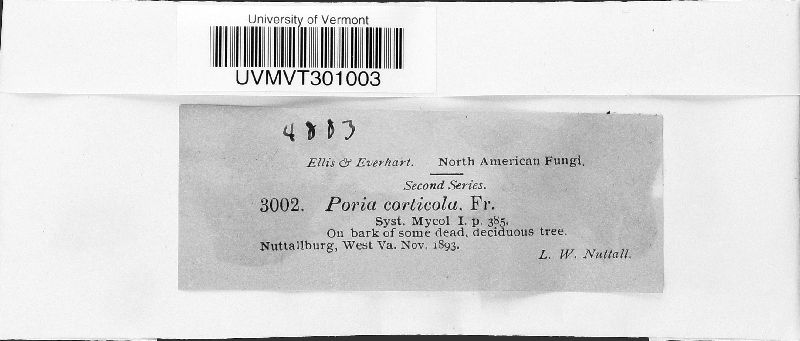 University of Vermont
UVMVT301003
4883
Ellis & Everhart. North American Fungi.
Second Series.
3002. Poria corticola, Fr.
Syst. Mycol I. p. 385.
On bark of some dead, deciduous tree.
Nuttallburg, West Va. Nov. 1893.
L. W. Nuttall.